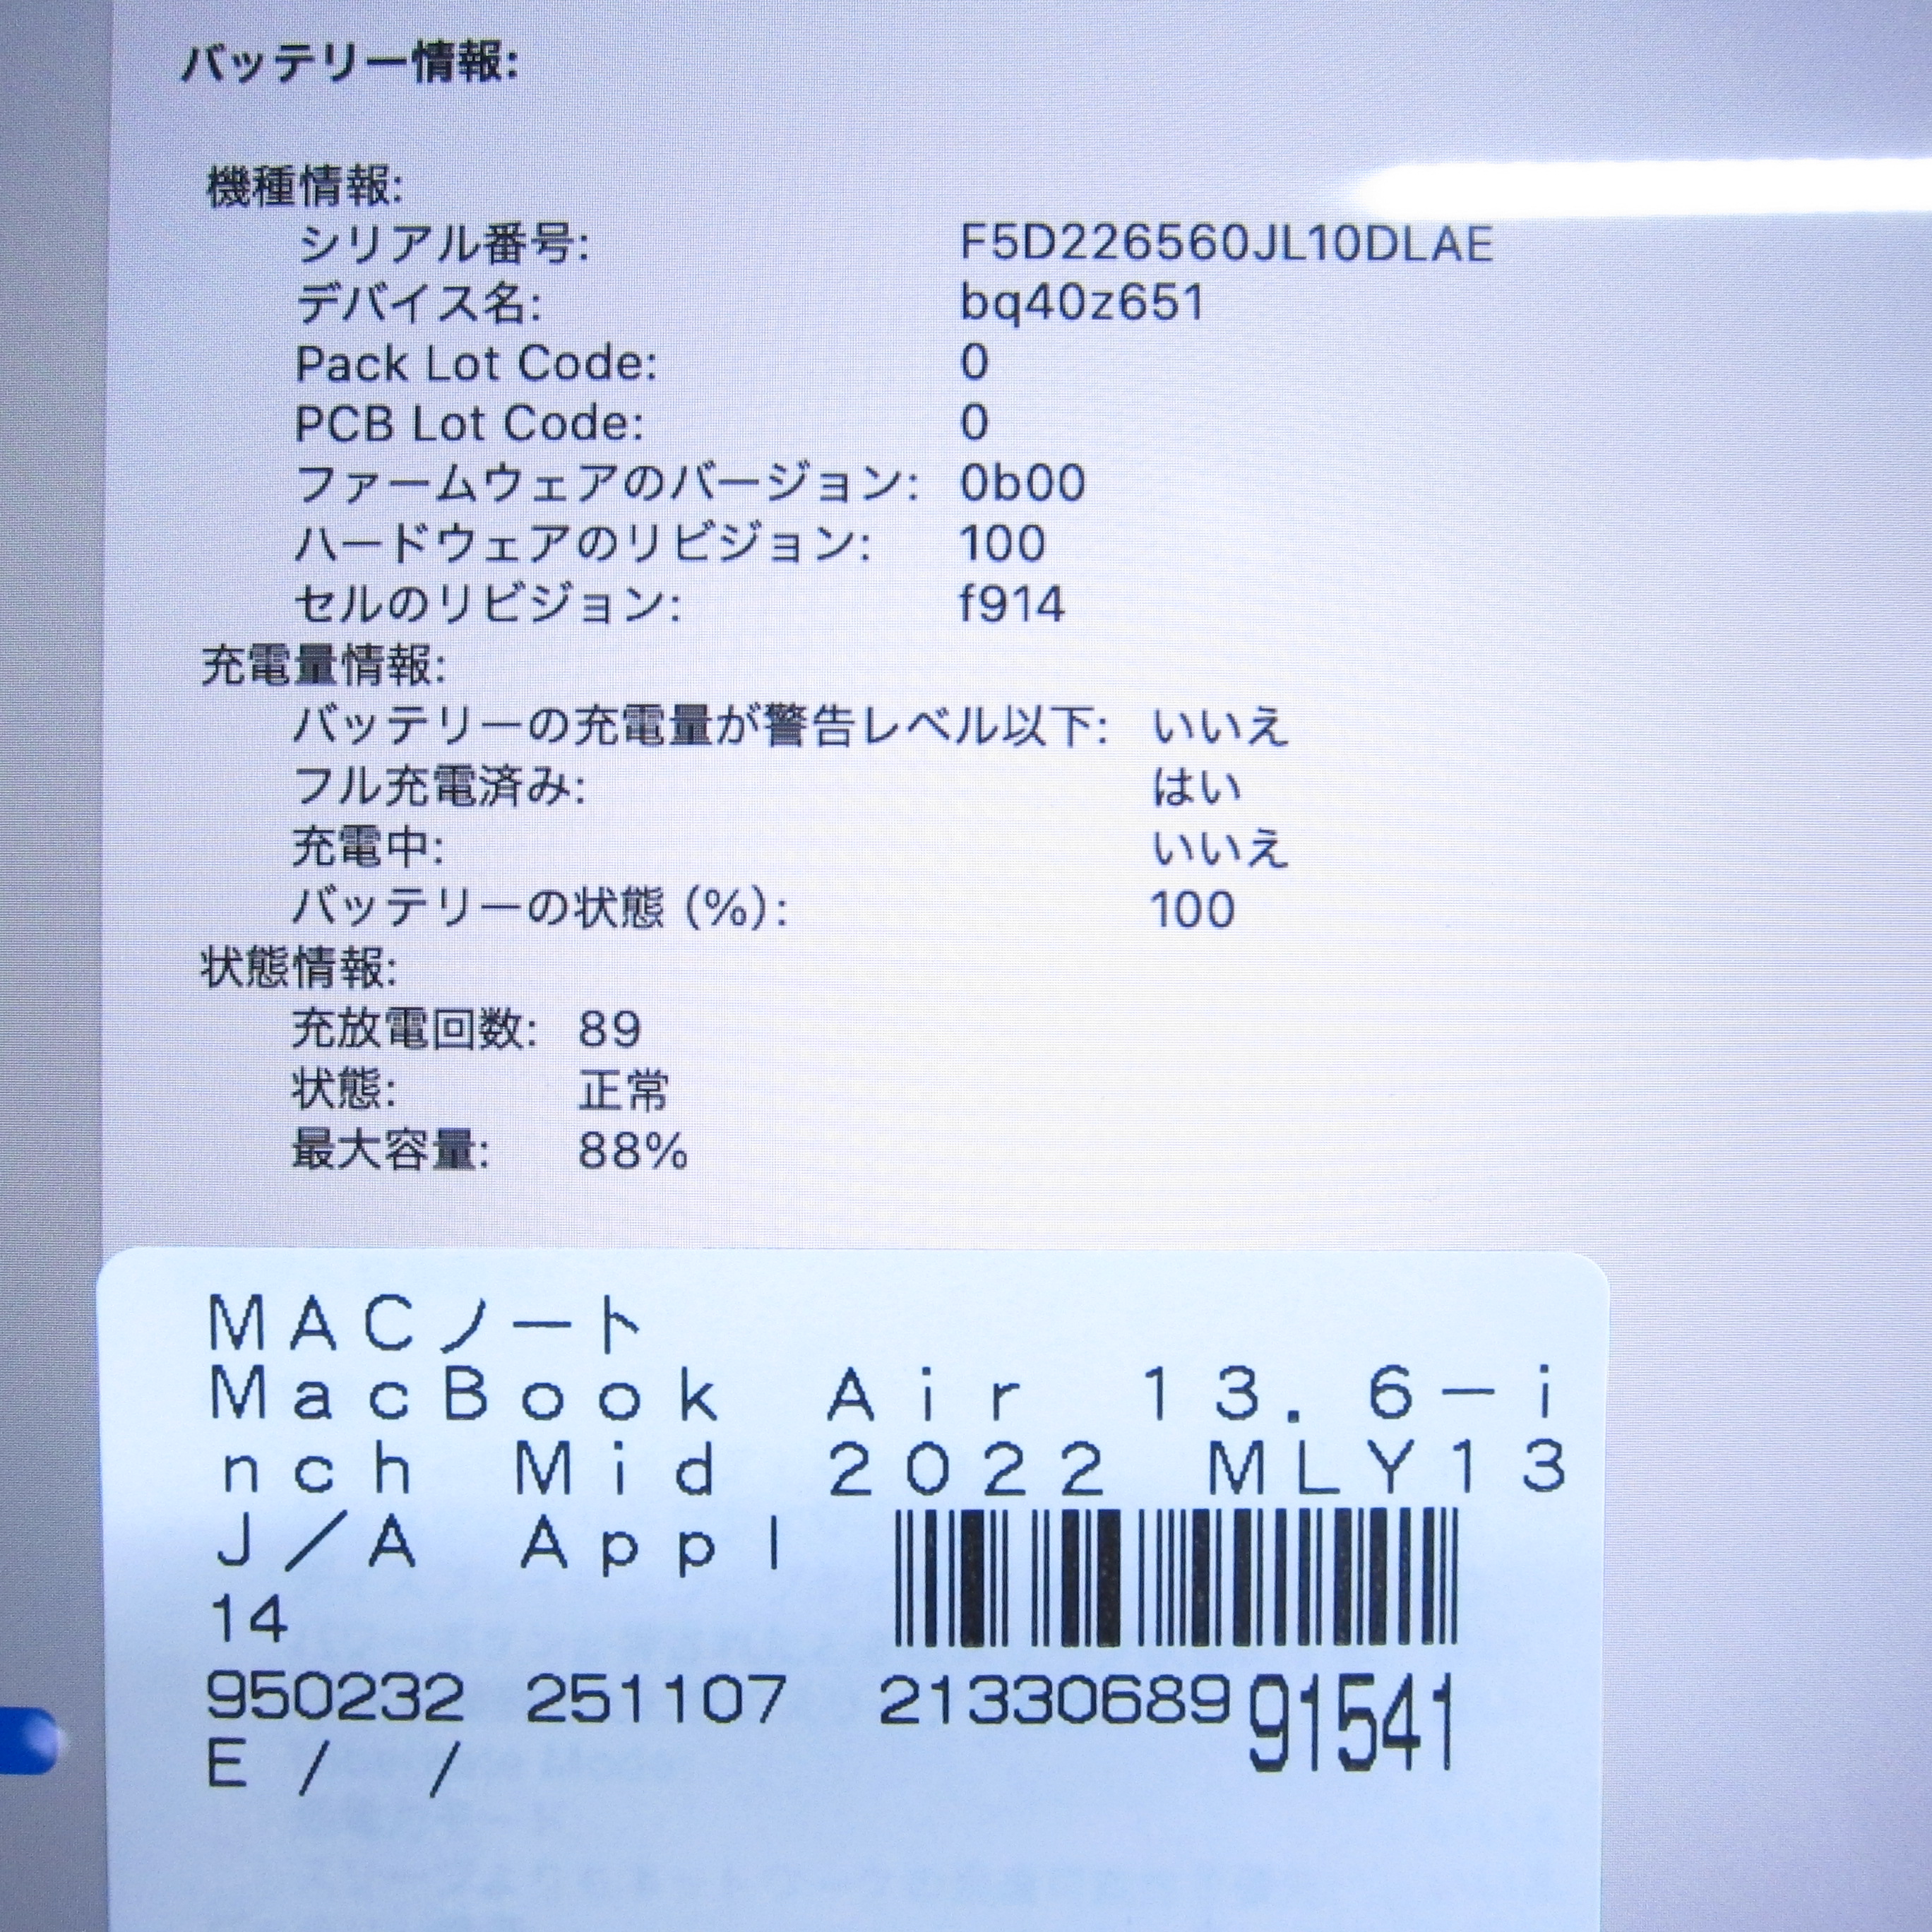 バッテリー情報:
機種情報:
シリアル番号: F5D226560JL10DLAE
デバイス名: bq40z651
Pack Lot Code: 0
PCB Lot Code: 0
ファームウェアのバージョン: 0b00
ハードウェアのリビジョン: 100
セルのリビジョン: f914
充電量情報:
バッテリーの充電量が警告レベル以下: いいえ
フル充電済み: はい
充電中: いいえ
バッテリーの状態 (%): 100
状態情報:
充放電回数: 89
状態: 正常
最大容量: 88%
MACノート
MacBook Air 13.6-i
nch Mid 2022 MLY13
J/A Appl
14
950232 251107 21330689 91541
E / /